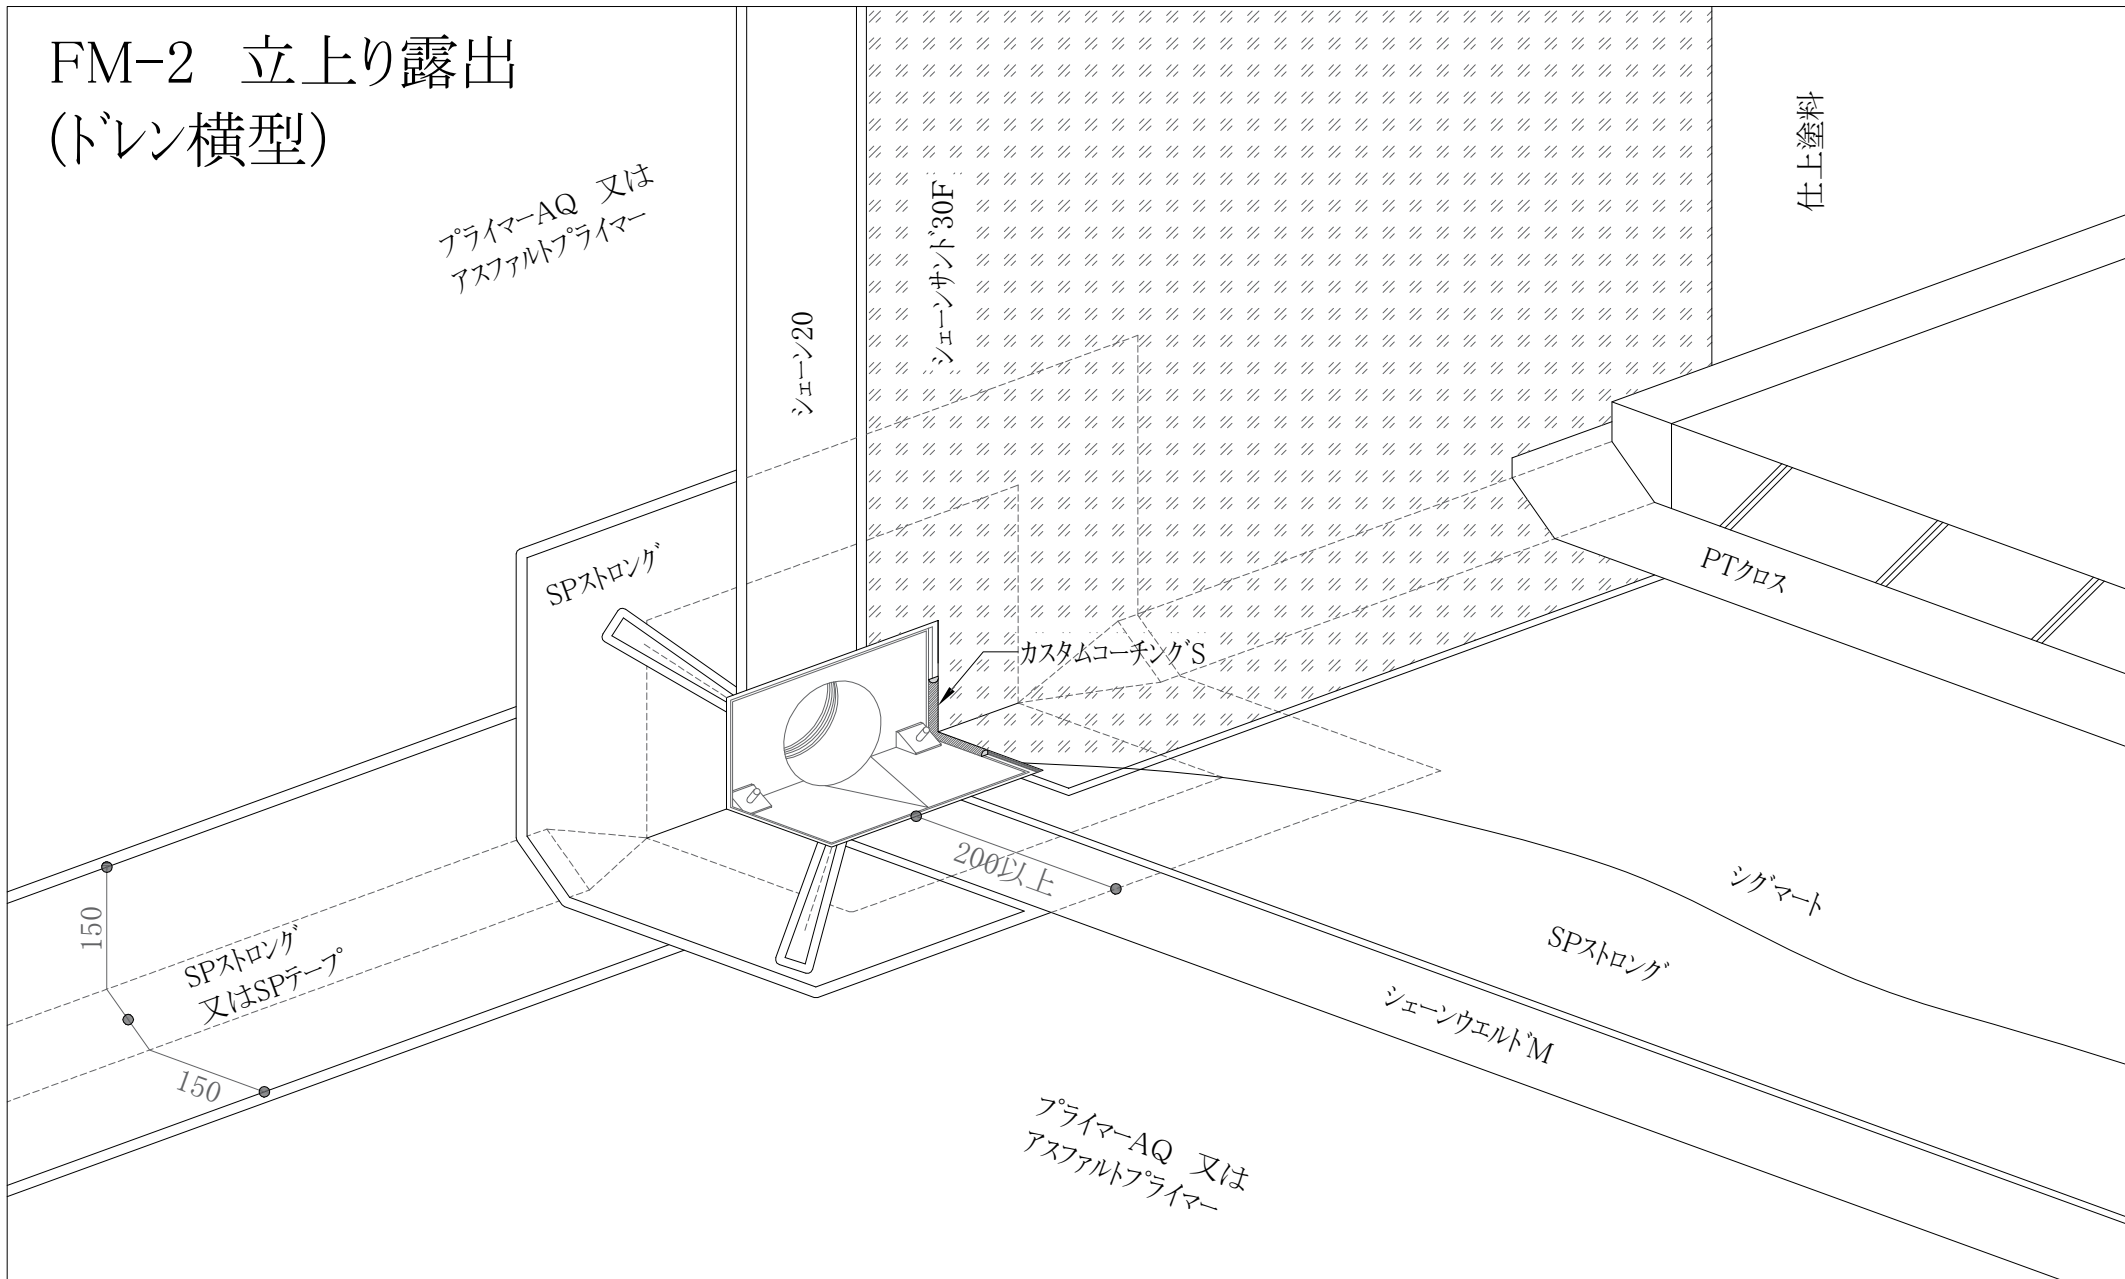 FM-2 立上り露出
(ドレン横型)
プライマーAQ 又は
アスファルトプライマー
シェーン20
シェーンサンド30F
仕上塗料
SPストロング
PTクロス
カスタムコーチングS
200以上
シグマート
SPストロング
シェーンウエルドM
150
SPストロング
又はSPテープ
150
プライマーAQ 又は
アスファルトプライマー